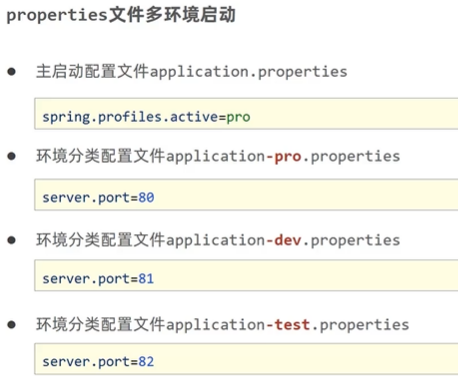 properties文件多环境启动
● 主启动配置文件application.properties
spring.profiles.active=pro
● 环境分类配置文件application-pro.properties
server.port=80
● 环境分类配置文件application-dev.properties
server.port=81
● 环境分类配置文件application-test.properties
server.port=82